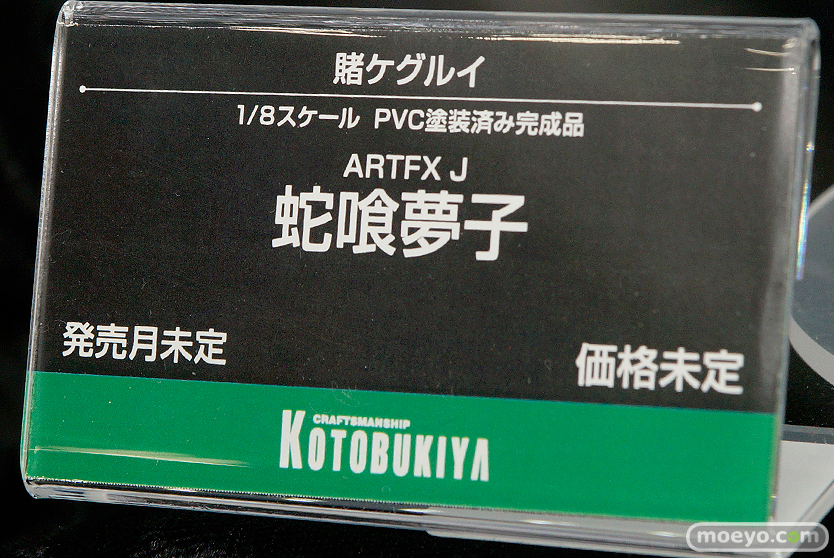 賭ケグルイ
1/8スケール PVC塗装済み完成品
ARTFX J
蛇喰夢子
発売月未定
価格未定
CRAFTSMANSHIP
KOTOBUKIYA
moeyo.com